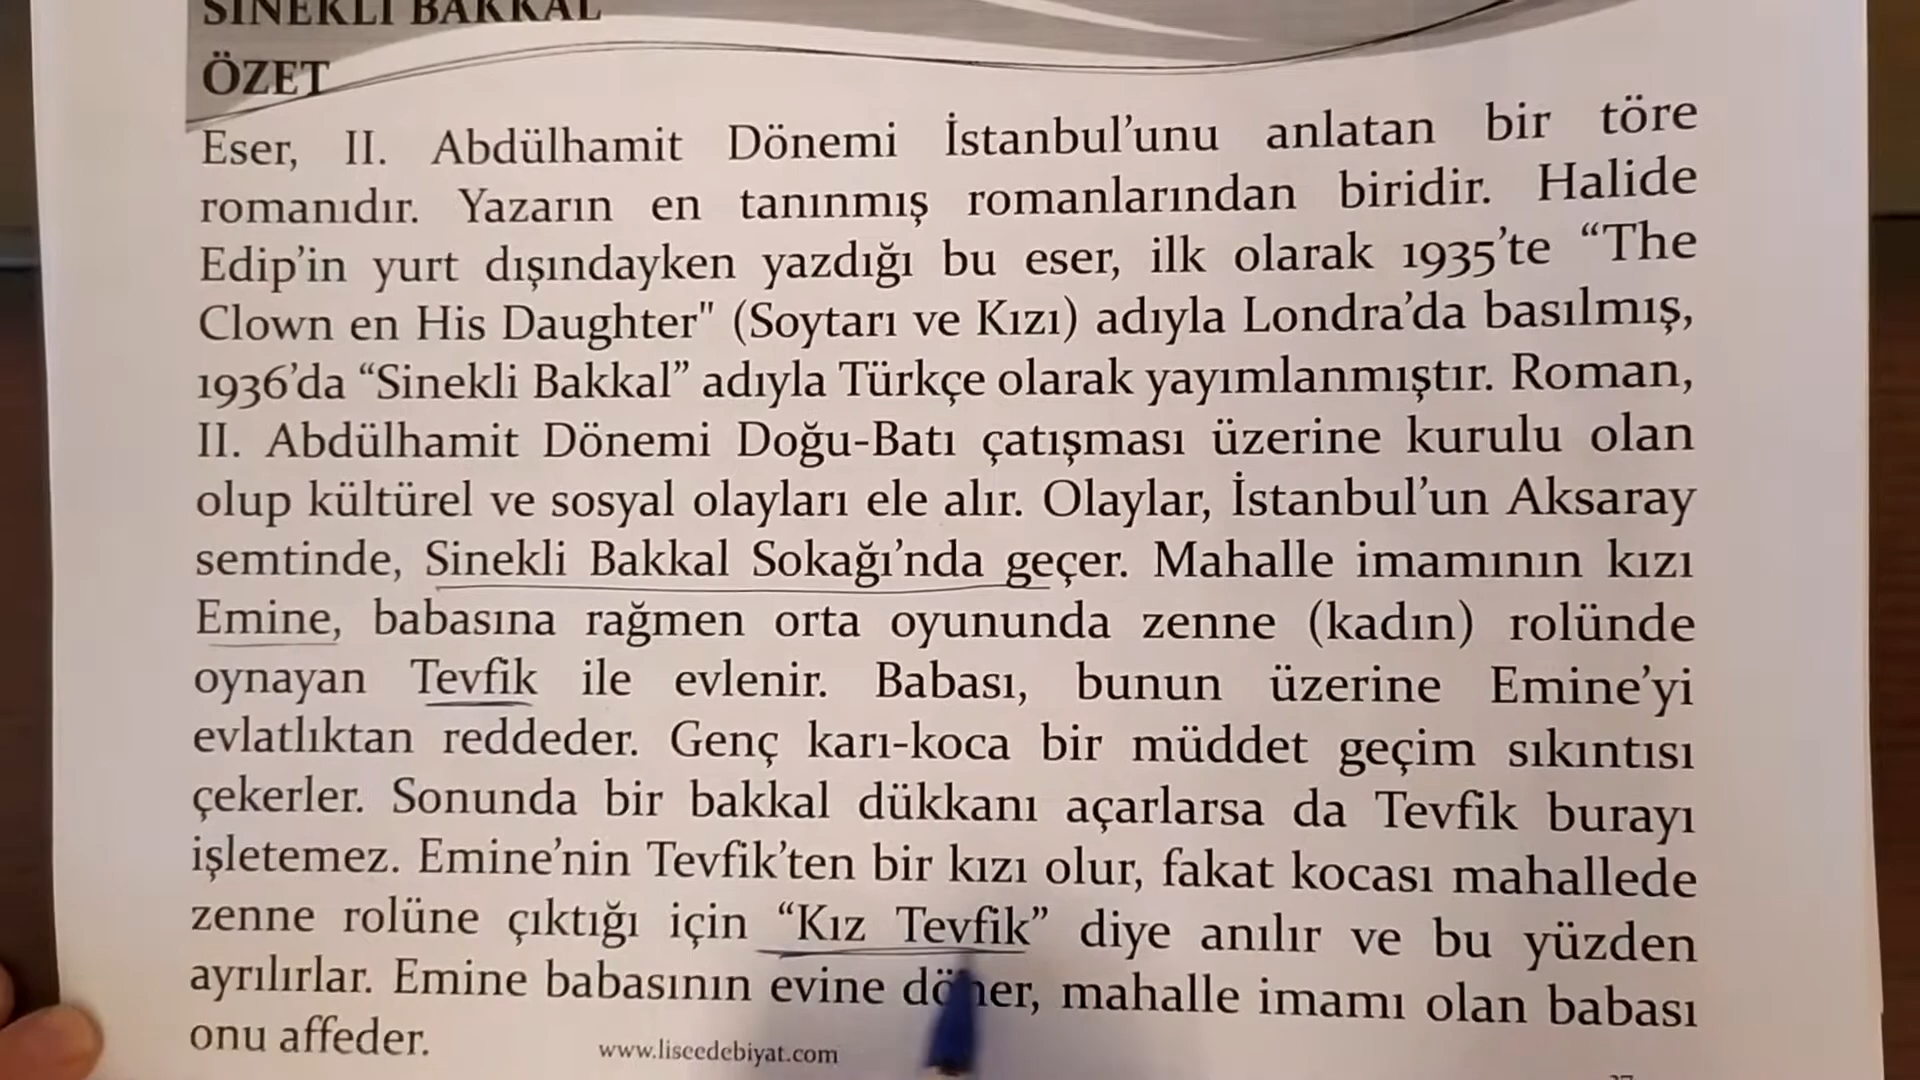 SİNEKLİ BAKKAL
ÖZET
Eser, II. Abdülhamit Dönemi İstanbul’unu anlatan bir töre
romanıdır. Yazarın en tanınmış romanlarından biridir. Halide
Edip’in yurt dışındayken yazdığı bu eser, ilk olarak 1935’te “The
Clown en His Daughter" (Soytarı ve Kızı) adıyla Londra’da basılmış,
1936’da “Sinekli Bakkal” adıyla Türkçe olarak yayımlanmıştır. Roman,
II. Abdülhamit Dönemi Doğu-Batı çatışması üzerine kurulu olan
olup kültürel ve sosyal olayları ele alır. Olaylar, İstanbul’un Aksaray
semtinde, Sinekli Bakkal Sokağı’nda geçer. Mahalle imamının kızı
Emine, babasına rağmen orta oyununda zenne (kadın) rolünde
oynayan Tevfik ile evlenir. Babası, bunun üzerine Emine’yi
evlatlıktan reddeder. Genç karı-koca bir müddet geçim sıkıntısı
çekerler. Sonunda bir bakkal dükkanı açarlarsa da Tevfik burayı
işletemez. Emine’nin Tevfik’ten bir kızı olur, fakat kocası mahallede
zenne rolüne çıktığı için “Kız Tevfik” diye anılır ve bu yüzden
ayrılırlar. Emine babasının evine döner, mahalle imamı olan babası
onu affeder.
www.liseedebiyat.com